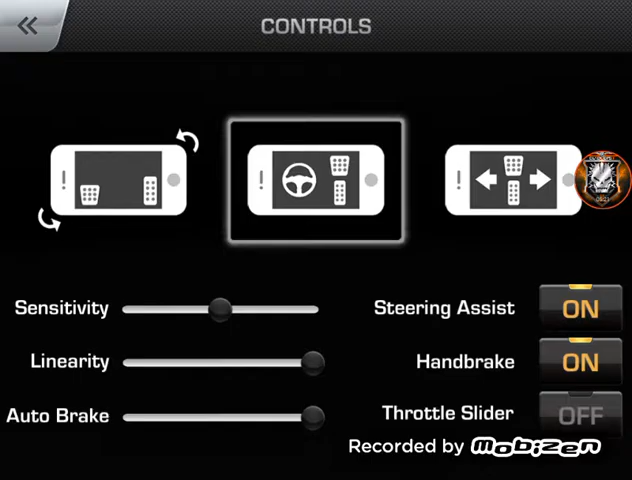 CONTROLS
Sensitivity
Steering Assist ON
Linearity
Handbrake ON
Auto Brake
Throttle Slider OFF
Recorded by Mobizen